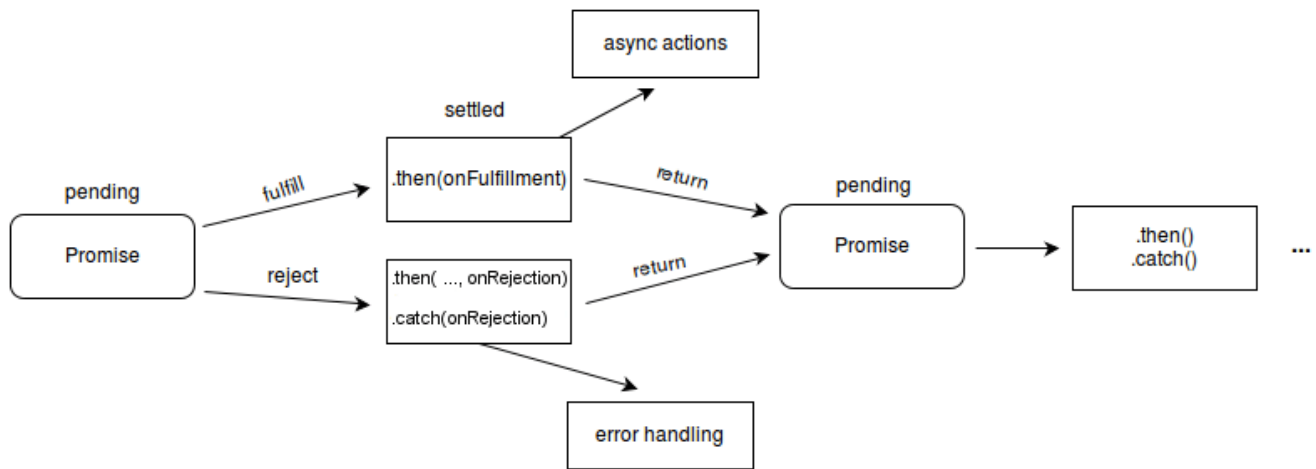 async actions
settled
.then(onFulfillment)
pending
fulfill
return
pending
Promise
reject
.then( ..., onRejection)
.catch(onRejection)
return
Promise
.then()
.catch()
...
error handling